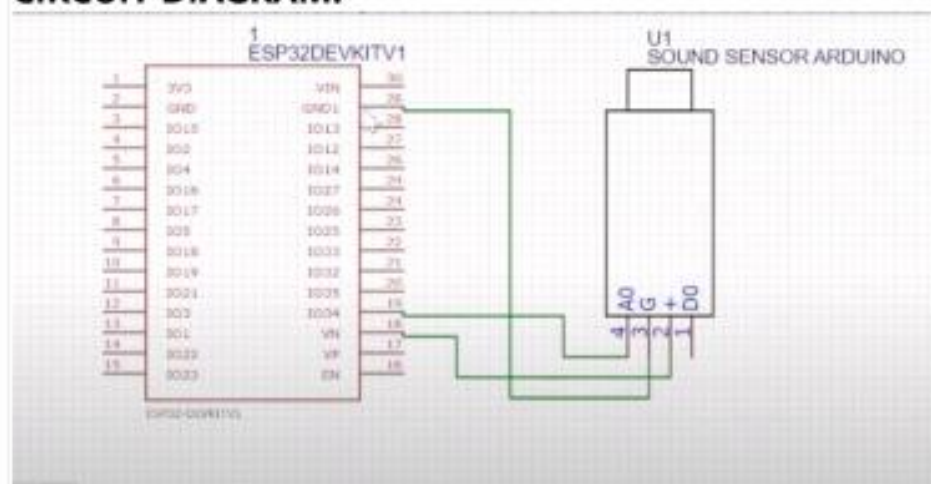 CIRCUIT DIAGRAM:
1
ESP32DEVKITV1
U1
SOUND SENSOR ARDUINO
1 3V3 VIN 30
2 GND GND1
3 IO15 IO13 28
4 IO2 IO12 27
5 IO4 IO14 26
6 IO16 IO27
7 IO17 IO26 24
8 IO5 IO25 23
9 IO18 IO33 22
10 IO19 IO32 21
11 IO21 IO35 20
12 IO3 IO34 19
13 IO1 VN 18
14 IO22 VP 17
15 IO23 EN 16
A0 G + D0
4 3 2 1
ESP32-DEVKITV1